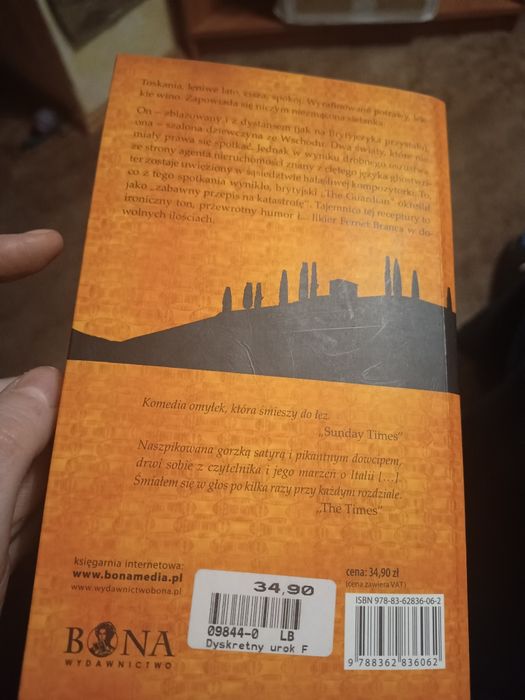 Toskania, leniwe lato, cisza, spokój. Wyrafinowane potrawy, lek-
kie wino. Zapowiada się niczym niezmącona sielanka.
On – zblazowany i z dystansem (jak na Brytyjczyka przystało),
ona – szalona dziewczyna ze Wschodu. Dwa światy, które nie
miały prawa się spotkać. Jednak w wyniku drobnego oszustwa
ze strony agenta nieruchomości znany z ciętego języka ghostwri-
ter zostaje uwięziony w sąsiedztwie hałaśliwej kompozytorki. To,
co z tego spotkania wynikło, brytyjski „The Guardian” określił
jako „zabawny przepis na katastrofę”. Tajemnicą tej receptury to
ironiczny ton, przewrotny humor i... likier Fernet Branca w do-
wolnych ilościach.
Komedia omyłek, która śmieszy do łez.
„Sunday Times”
Naszpikowana gorzką satyrą i pikantnym dowcipem,
drwi sobie z czytelnika i jego marzeń o Italii [...].
Śmiałem się w głos po kilka razy przy każdym rozdziale.
„The Times”
księgarnia internetowa:
www.bonamedia.pl
www.wydawnictwobona.pl
BONA
WYDAWNICTWO
34,90
09844-0 LB
Dyskretny urok F
cena: 34,90 zł
(cena zawiera VAT)
ISBN 978-83-62836-06-2
9 788362 836062